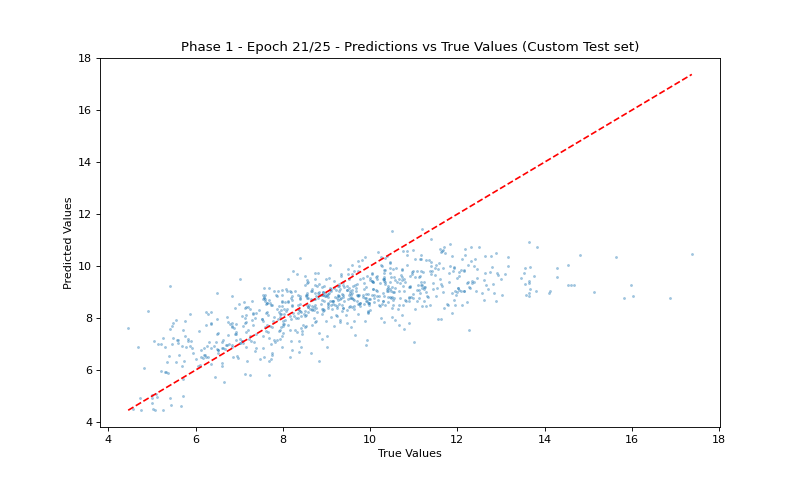 Phase 1 - Epoch 21/25 - Predictions vs True Values (Custom Test set)
18
16
14
12
10
8
6
4
Predicted Values
4 6 8 10 12 14 16 18
True Values